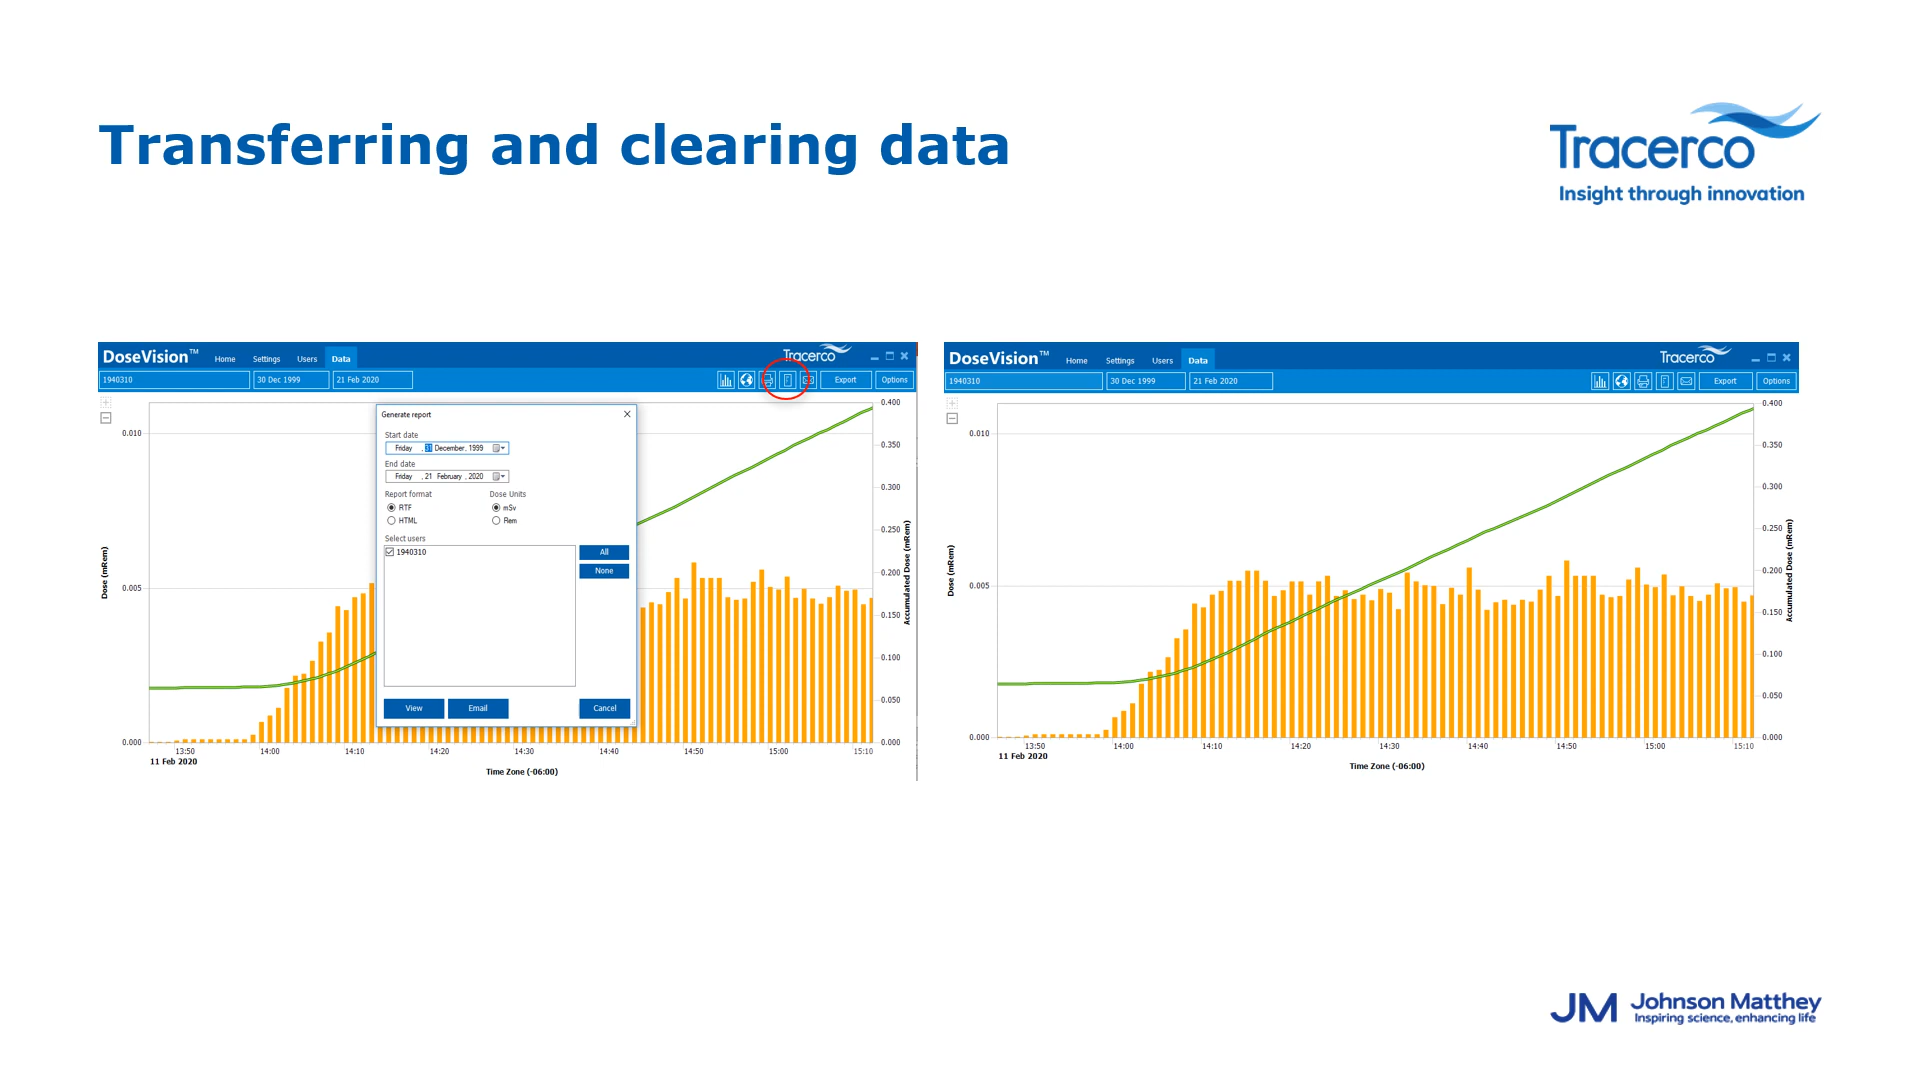 Transferring and clearing data
Tracerco
Insight through innovation
DoseVision™ Home Settings Users Data Tracerco
1940310 30 Dec 1999 21 Feb 2020 Export Options
Generate report
Start date
Friday , 31 December, 1999
End date
Friday , 21 February , 2020
Report format Dose Units
RTF mSv
HTML Rem
Select users
1940310
All
None
View Email Cancel
0.010
0.005
0.000
Dose (mRem)
0.400
0.350
0.300
0.250
0.200
0.150
0.100
0.050
0.000
Accumulated Dose (mRem)
13:50 14:00 14:10 14:20 14:30 14:40 14:50 15:00 15:10
11 Feb 2020
Time Zone (-06:00)
DoseVision™ Home Settings Users Data Tracerco
1940310 30 Dec 1999 21 Feb 2020 Export Options
0.010
0.005
0.000
Dose (mRem)
0.400
0.350
0.300
0.250
0.200
0.150
0.100
0.050
0.000
Accumulated Dose (mRem)
13:50 14:00 14:10 14:20 14:30 14:40 14:50 15:00 15:10
11 Feb 2020
Time Zone (-06:00)
JM Johnson Matthey
Inspiring science, enhancing life